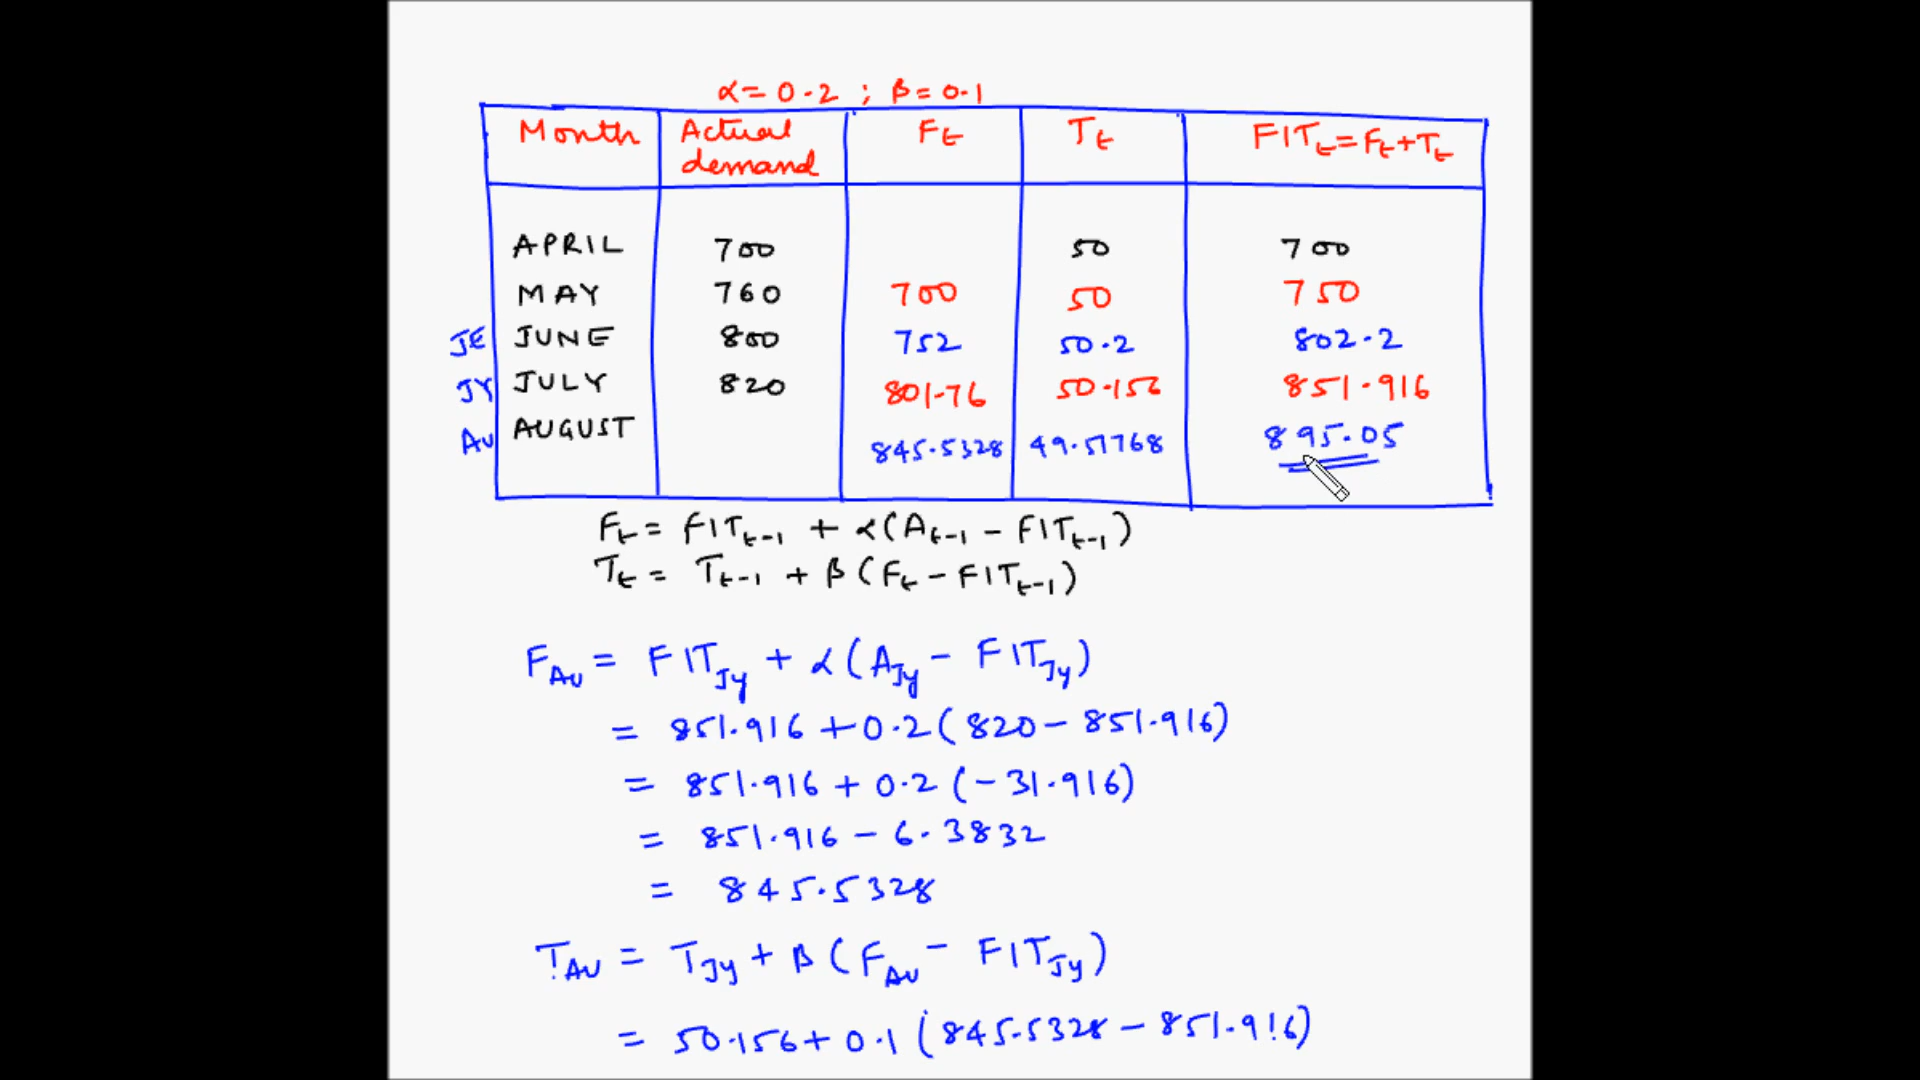 α = 0.2 ; β = 0.1
Month Actual demand Ft Tt FITt = Ft + Tt
APRIL 700 50 700
MAY 760 700 50 750
JE JUNE 800 752 50.2 802.2
JY JULY 820 801.76 50.156 851.916
AU AUGUST 845.5328 49.51768 895.05
Ft = FITt-1 + α(At-1 - FITt-1)
Tt = Tt-1 + β(Ft - FITt-1)
FAU = FITJy + α(AJy - FITJy)
= 851.916 + 0.2(820 - 851.916)
= 851.916 + 0.2(-31.916)
= 851.916 - 6.3832
= 845.5328
TAU = TJy + β(FAU - FITJy)
= 50.156 + 0.1(845.5328 - 851.916)